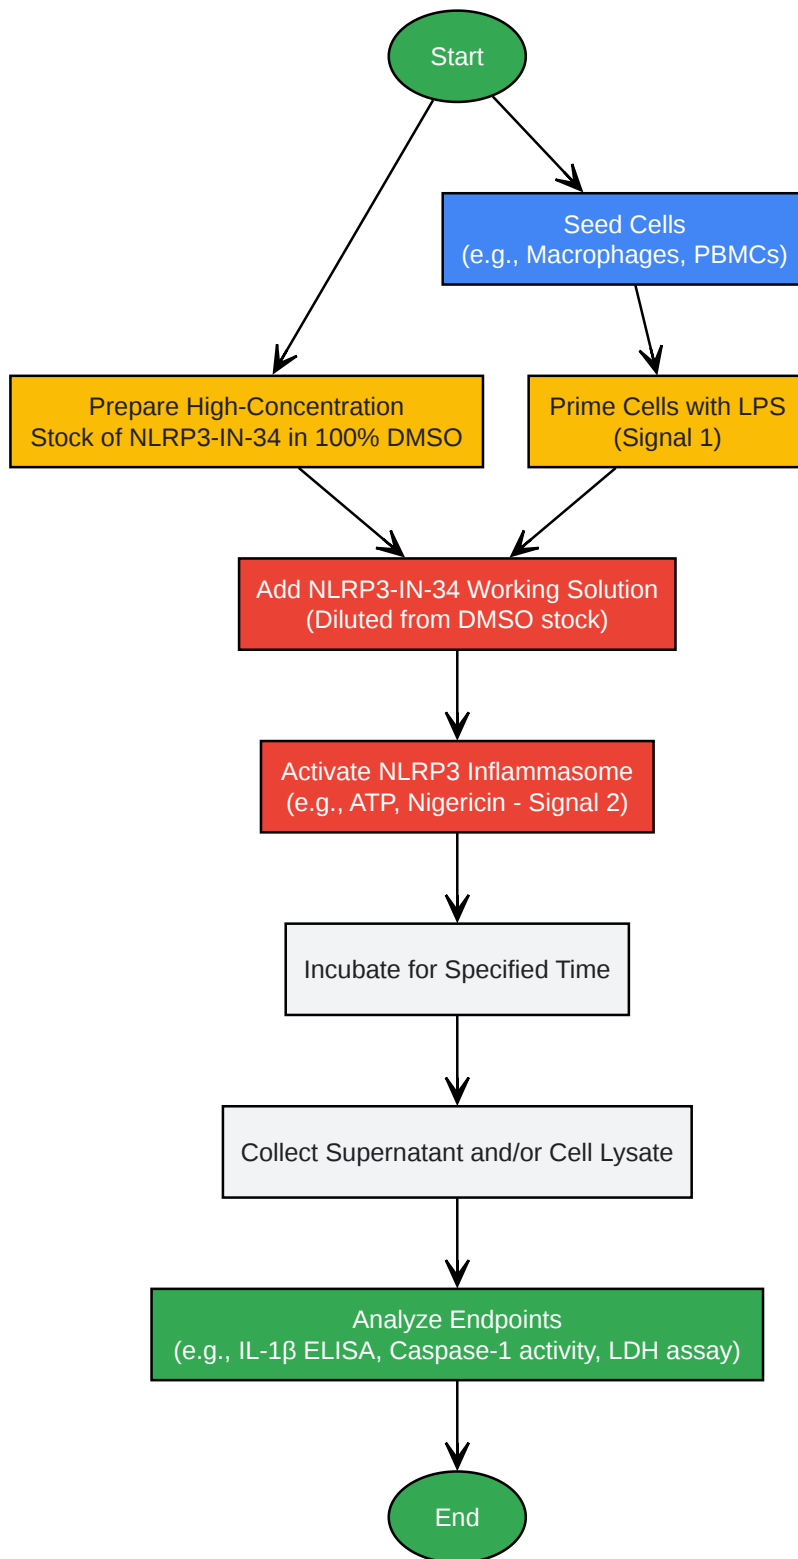 Start
Seed Cells
(e.g., Macrophages, PBMCs)
Prepare High-Concentration
Stock of NLRP3-IN-34 in 100% DMSO
Prime Cells with LPS
(Signal 1)
Add NLRP3-IN-34 Working Solution
(Diluted from DMSO stock)
Activate NLRP3 Inflammasome
(e.g., ATP, Nigericin - Signal 2)
Incubate for Specified Time
Collect Supernatant and/or Cell Lysate
Analyze Endpoints
(e.g., IL-1β ELISA, Caspase-1 activity, LDH assay)
End